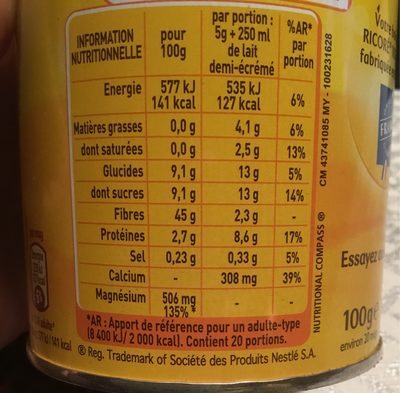 INFORMATION NUTRITIONNELLE pour 100g par portion : 5g + 250 ml de lait demi-écrémé %AR* par portion
Energie 577 kJ 141 kcal 535 kJ 127 kcal 6%
Matières grasses 0,0 g 4,1 g 6%
dont saturées 0,0 g 2,5 g 13%
Glucides 9,1 g 13 g 5%
dont sucres 9,1 g 13 g 14%
Fibres 45 g 2,3 g -
Protéines 2,7 g 8,6 g 17%
Sel 0,23 g 0,33 g 5%
Calcium - 308 mg 39%
Magnésium 506 mg 135% * - -
*AR : Apport de référence pour un adulte-type
(8 400 kJ/ 2 000 kcal). Contient 20 portions.
® Reg. Trademark of Société des Produits Nestlé S.A.
NUTRITIONAL COMPASS ®
CM 43741085 MY - 100231628
Votre
RICORÉ
fabriqué
FR
Essayez
100g
environ